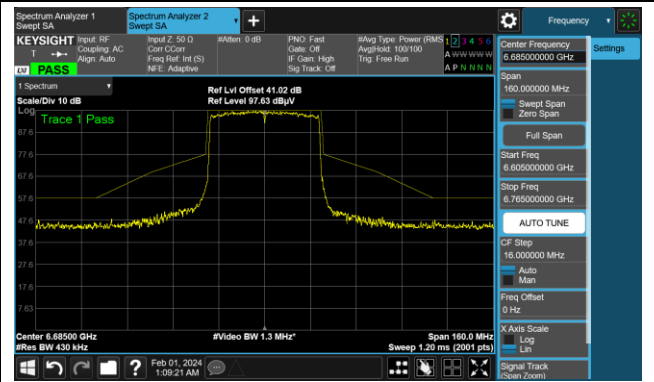 Spectrum Analyzer 1
Swept SA
Spectrum Analyzer 2
Swept SA
Frequency
KEYSIGHT
Input: RF
Coupling: AC
Align: Auto
Input Z: 50 Ω
Corr CCorr
Freq Ref: Int (S)
NFE: Adaptive
#Atten: 0 dB
PNO: Fast
Gate: Off
IF Gain: High
Sig Track: Off
#Avg Type: Power (RMS
Avg|Hold: 100/100
Trig: Free Run
1 2 3 4 5 6
A W W W W W
A P N N N N
T
LXI
PASS
1 Spectrum
Scale/Div 10 dB
Ref Lvl Offset 41.02 dB
Ref Level 97.63 dBµV
Log
Trace 1 Pass
87.6
77.6
67.6
57.6
47.6
37.6
27.6
17.6
7.63
Center 6.68500 GHz
#Res BW 430 kHz
#Video BW 1.3 MHz*
Span 160.0 MHz
Sweep 1.20 ms (2001 pts)
Center Frequency
6.685000000 GHz
Settings
Span
160.000000 MHz
Swept Span
Zero Span
Full Span
Start Freq
6.605000000 GHz
Stop Freq
6.765000000 GHz
AUTO TUNE
CF Step
16.000000 MHz
Auto
Man
Freq Offset
0 Hz
X Axis Scale
Log
Lin
Signal Track
(Span Zoom)
?
Feb 01, 2024
1:09:21 AM